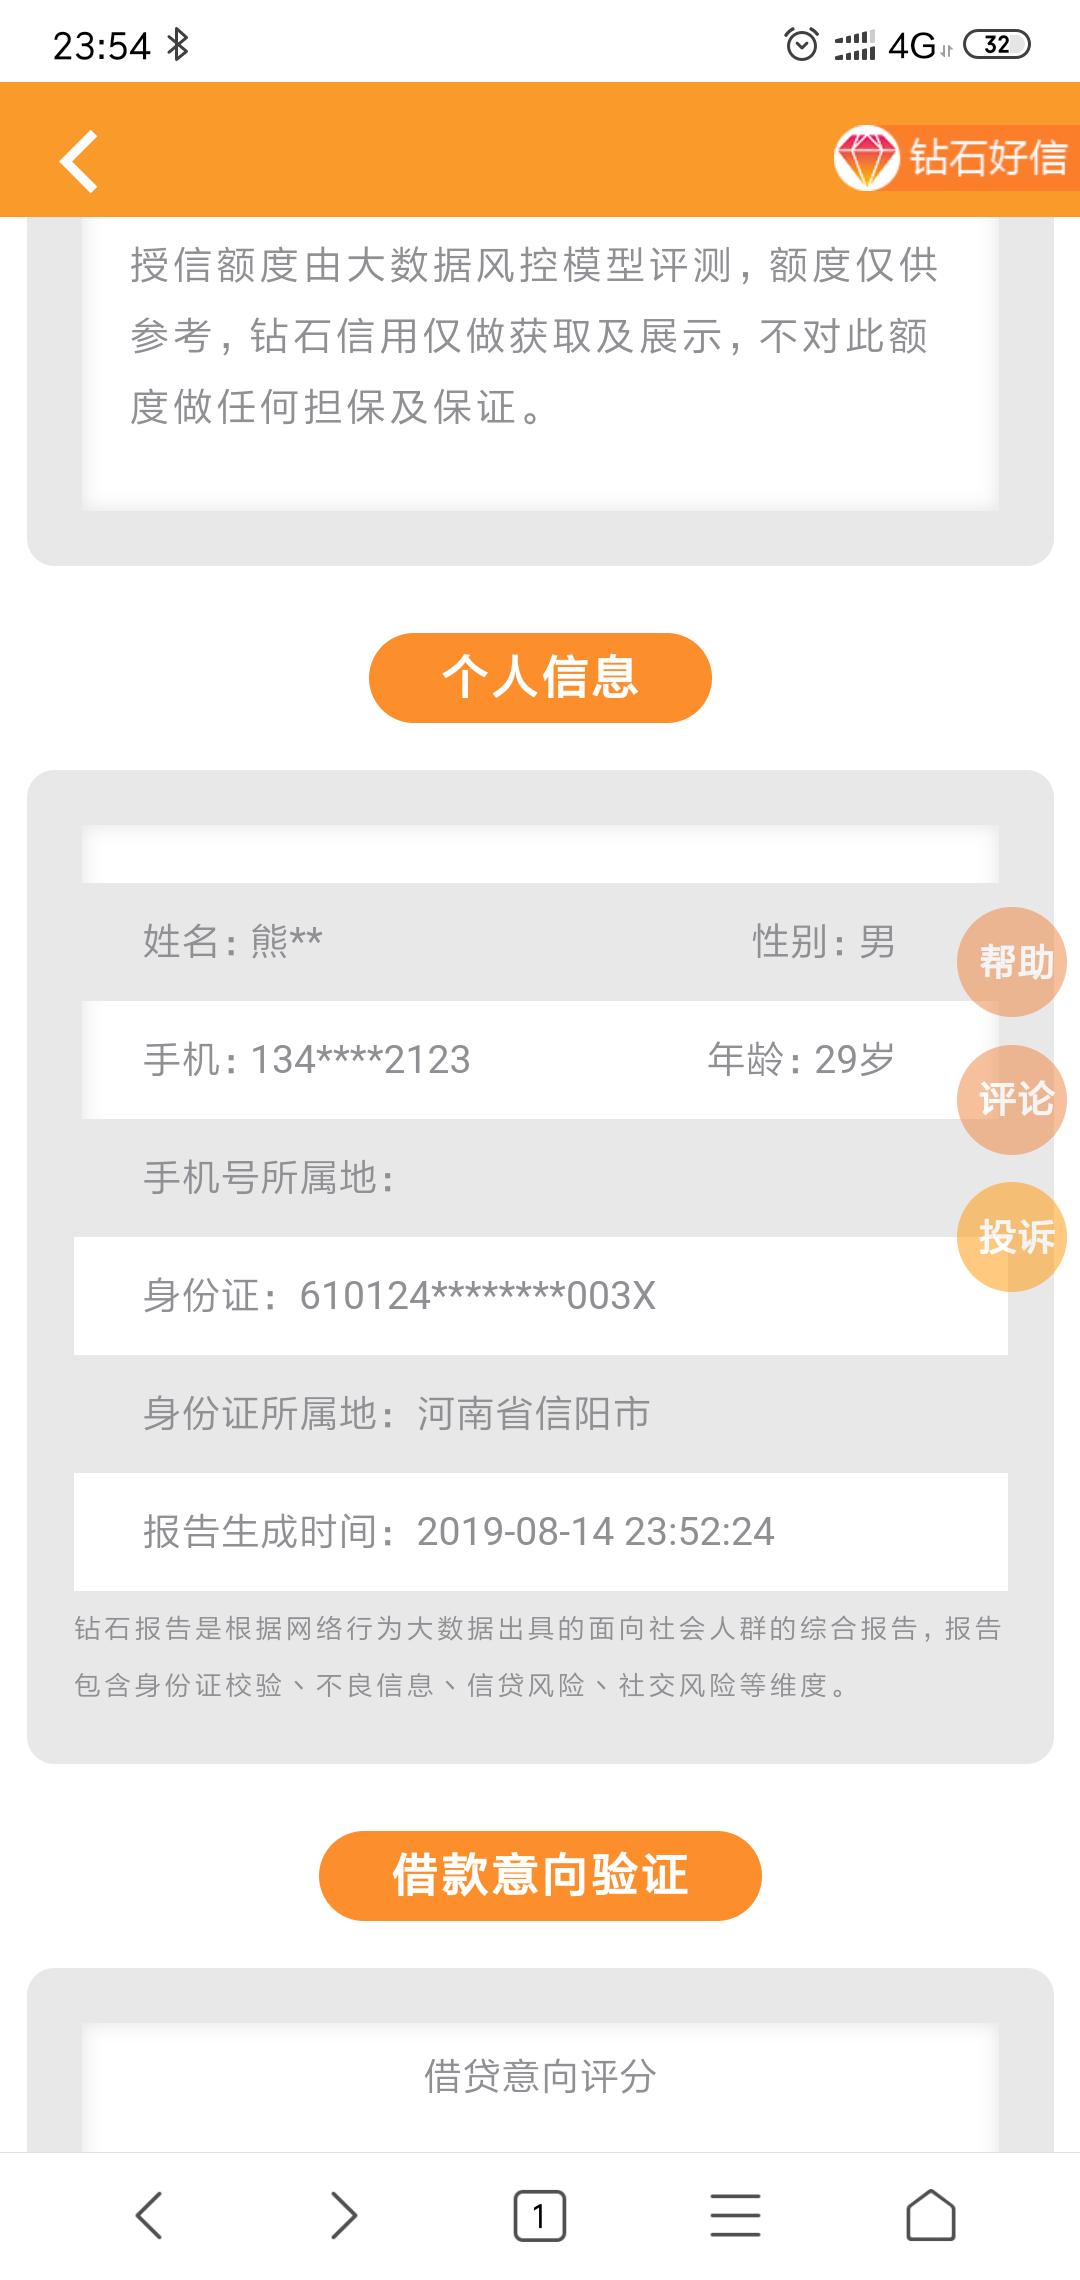 23:54
4G
32
钻石好信
授信额度由大数据风控模型评测，额度仅供
参考，钻石信用仅做获取及展示，不对此额
度做任何担保及保证。
个人信息
姓名：熊** 性别：男
帮助
手机：134****2123 年龄：29岁
评论
手机号所属地：
投诉
身份证：610124********003X
身份证所属地：河南省信阳市
报告生成时间：2019-08-14 23:52:24
钻石报告是根据网络行为大数据出具的面向社会人群的综合报告，报告
包含身份证校验、不良信息、信贷风险、社交风险等维度。
借款意向验证
借贷意向评分
1